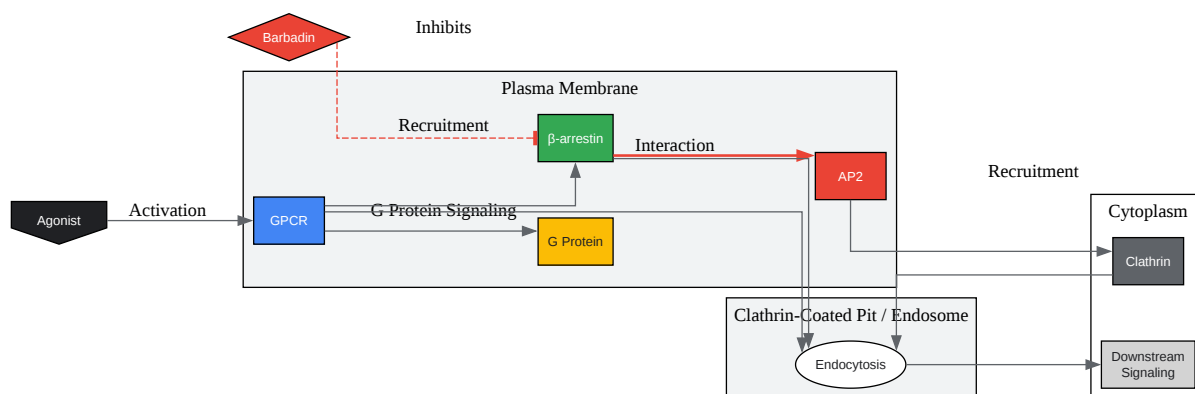 Inhibits
Barbadin
Plasma Membrane
Recruitment
β-arrestin
Interaction
AP2
Recruitment
Agonist
Activation
GPCR
G Protein Signaling
G Protein
Cytoplasm
Clathrin
Clathrin-Coated Pit / Endosome
Endocytosis
Downstream
Signaling